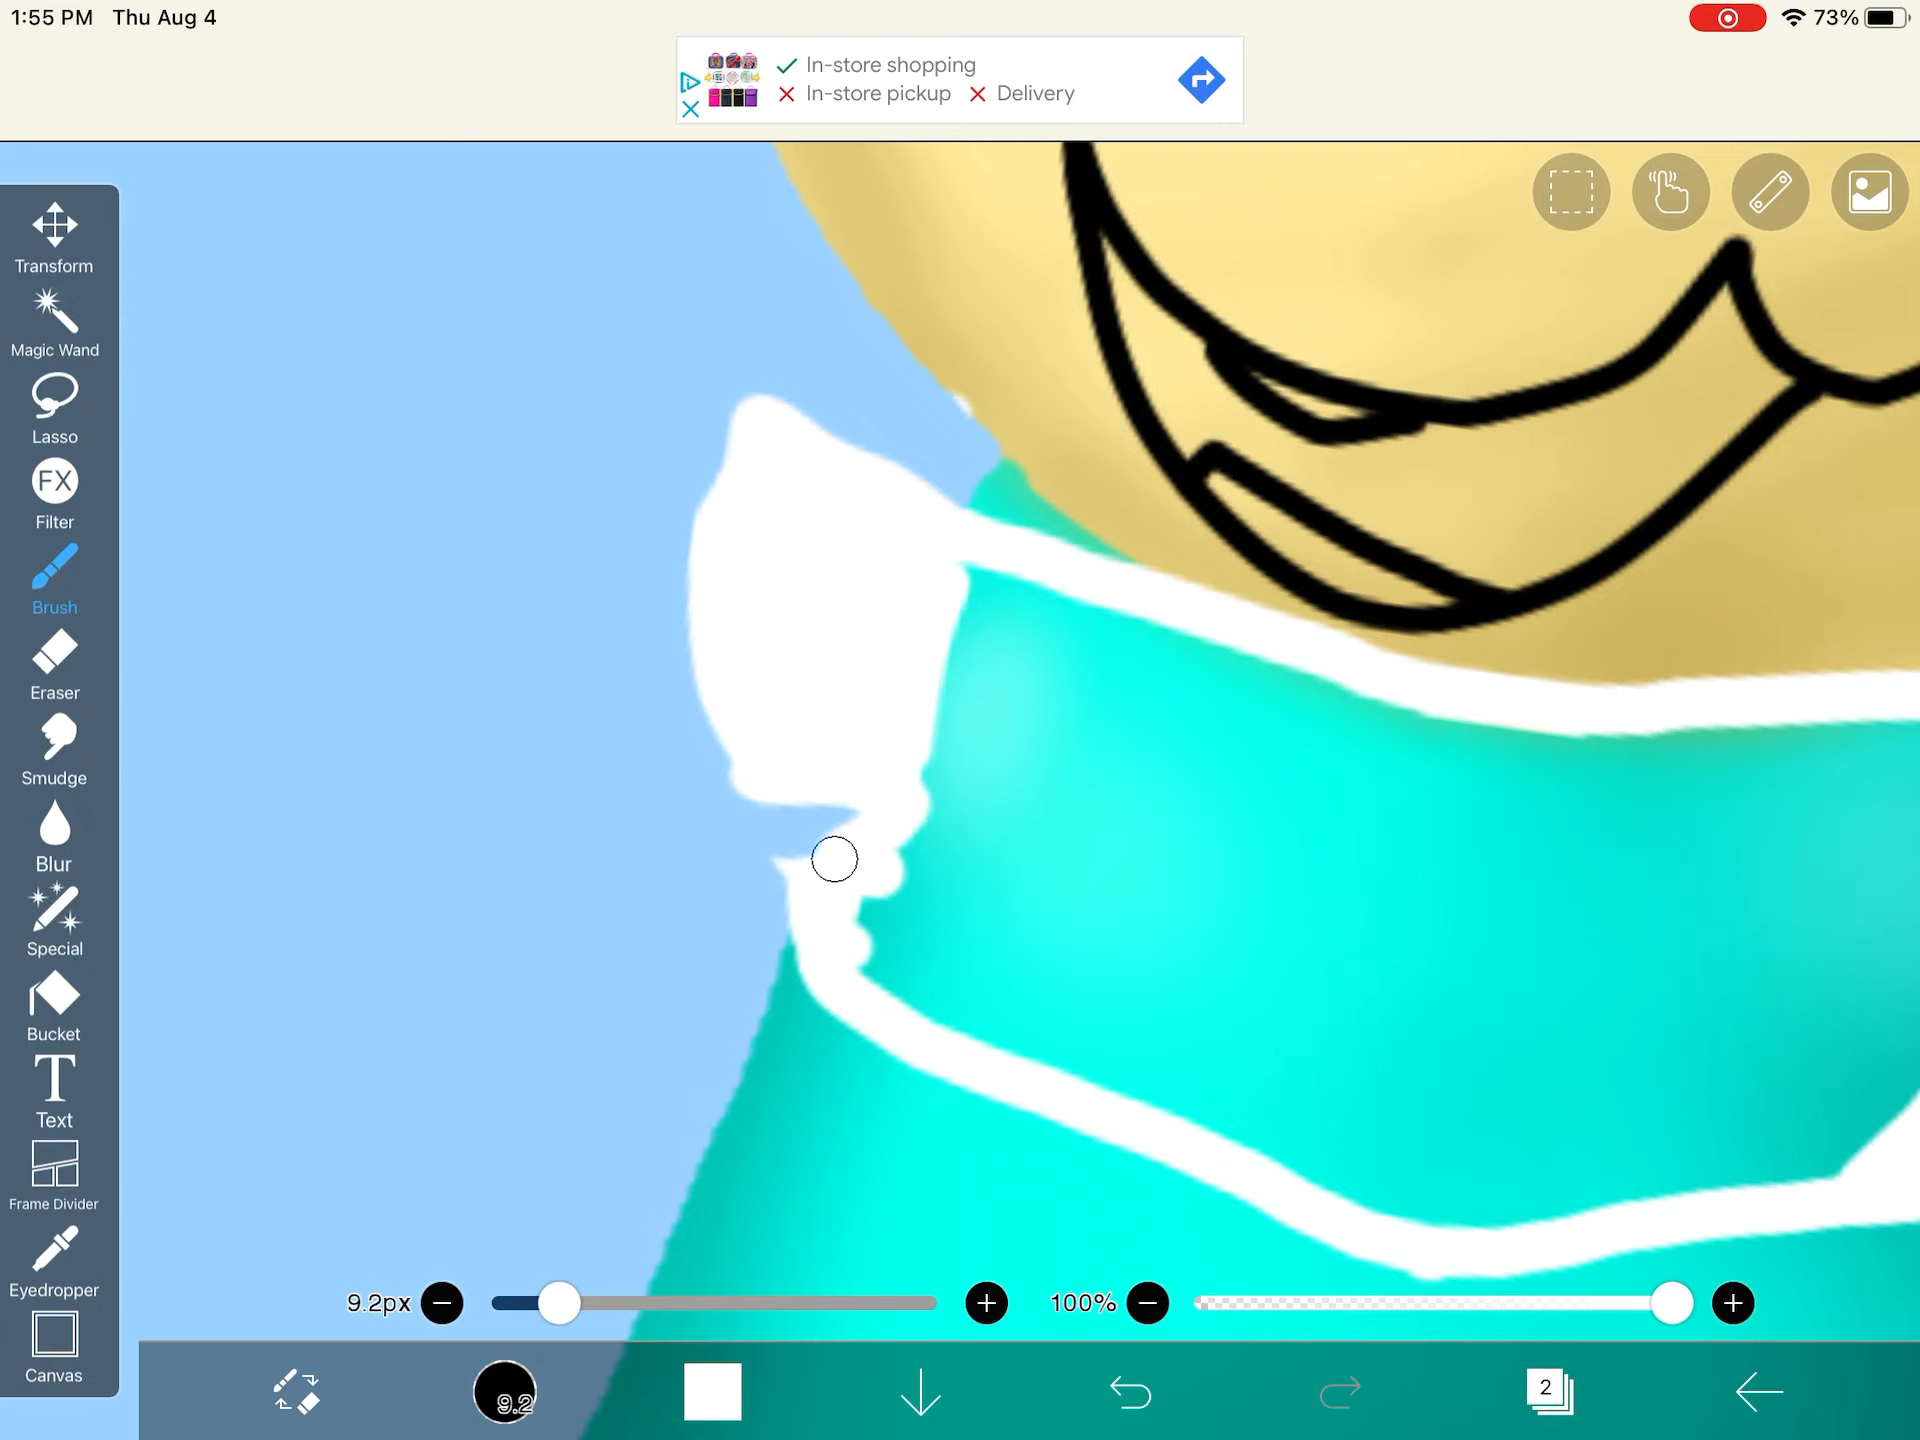 1:55 PM Thu Aug 4
73%
In-store shopping
In-store pickup Delivery
Transform
Magic Wand
Lasso
FX
Filter
Brush
Eraser
Smudge
Blur
Special
Bucket
T
Text
Frame Divider
Eyedropper
Canvas
9.2px
100%
9.2
2